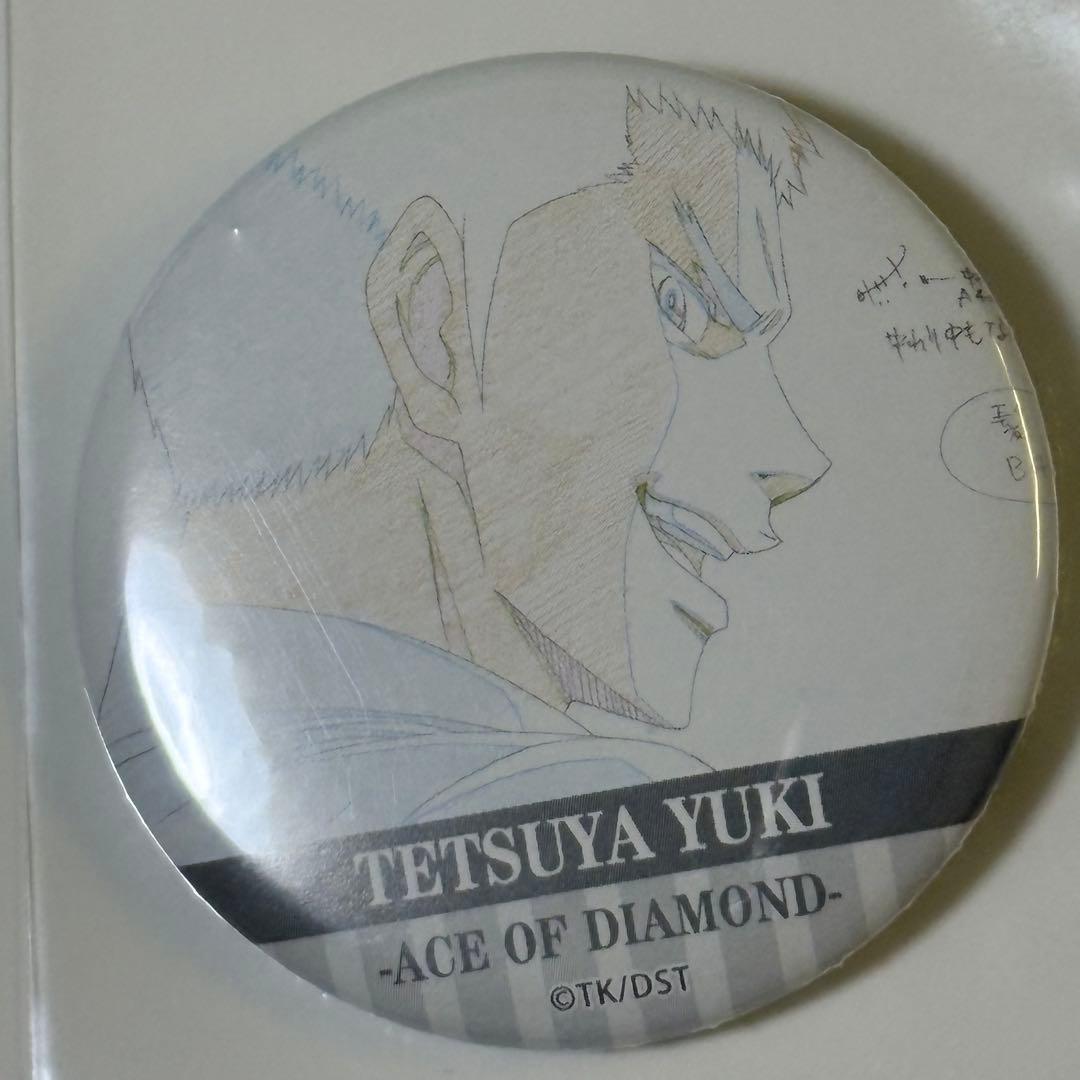 TETSUYA YUKI
-ACE OF DIAMOND-
©TK/DST
B